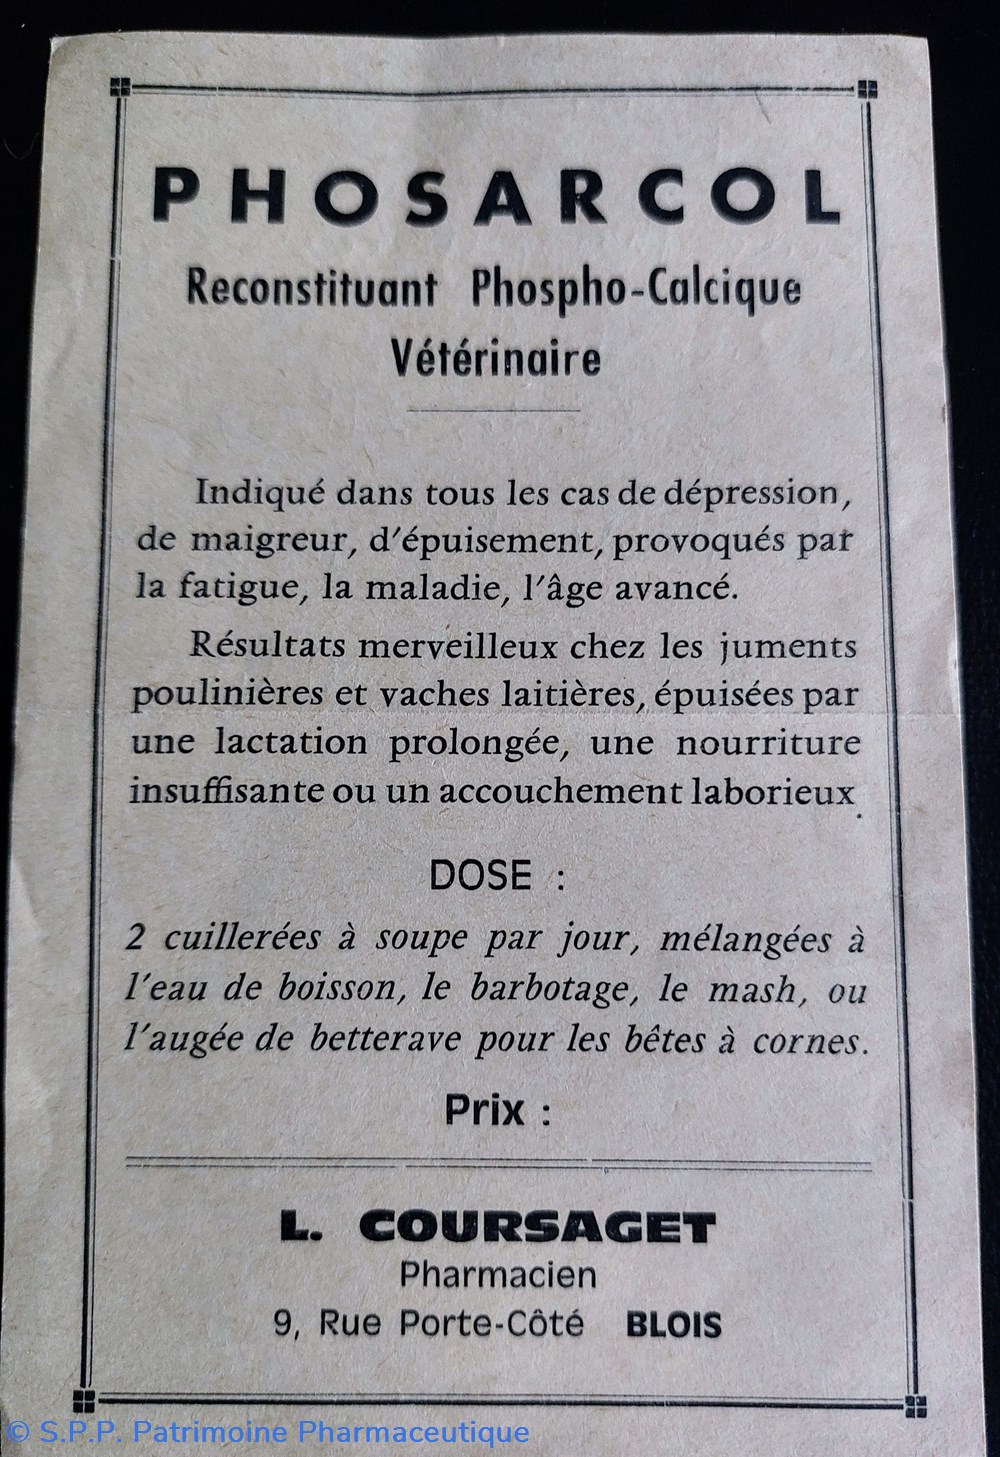 PHOSARCOL
Reconstituant Phospho-Calcique
Vétérinaire
Indiqué dans tous les cas de dépression,
de maigreur, d'épuisement, provoqués par
la fatigue, la maladie, l'âge avancé.
Résultats merveilleux chez les juments
poulinières et vaches laitières, épuisées par
une lactation prolongée, une nourriture
insuffisante ou un accouchement laborieux.
DOSE :
2 cuillerées à soupe par jour, mélangées à
l'eau de boisson, le barbotage, le mash, ou
l'augée de betterave pour les bêtes à cornes.
Prix :
L. COURSAGET
Pharmacien
9, Rue Porte-Côté BLOIS
© S.P.P. Patrimoine Pharmaceutique